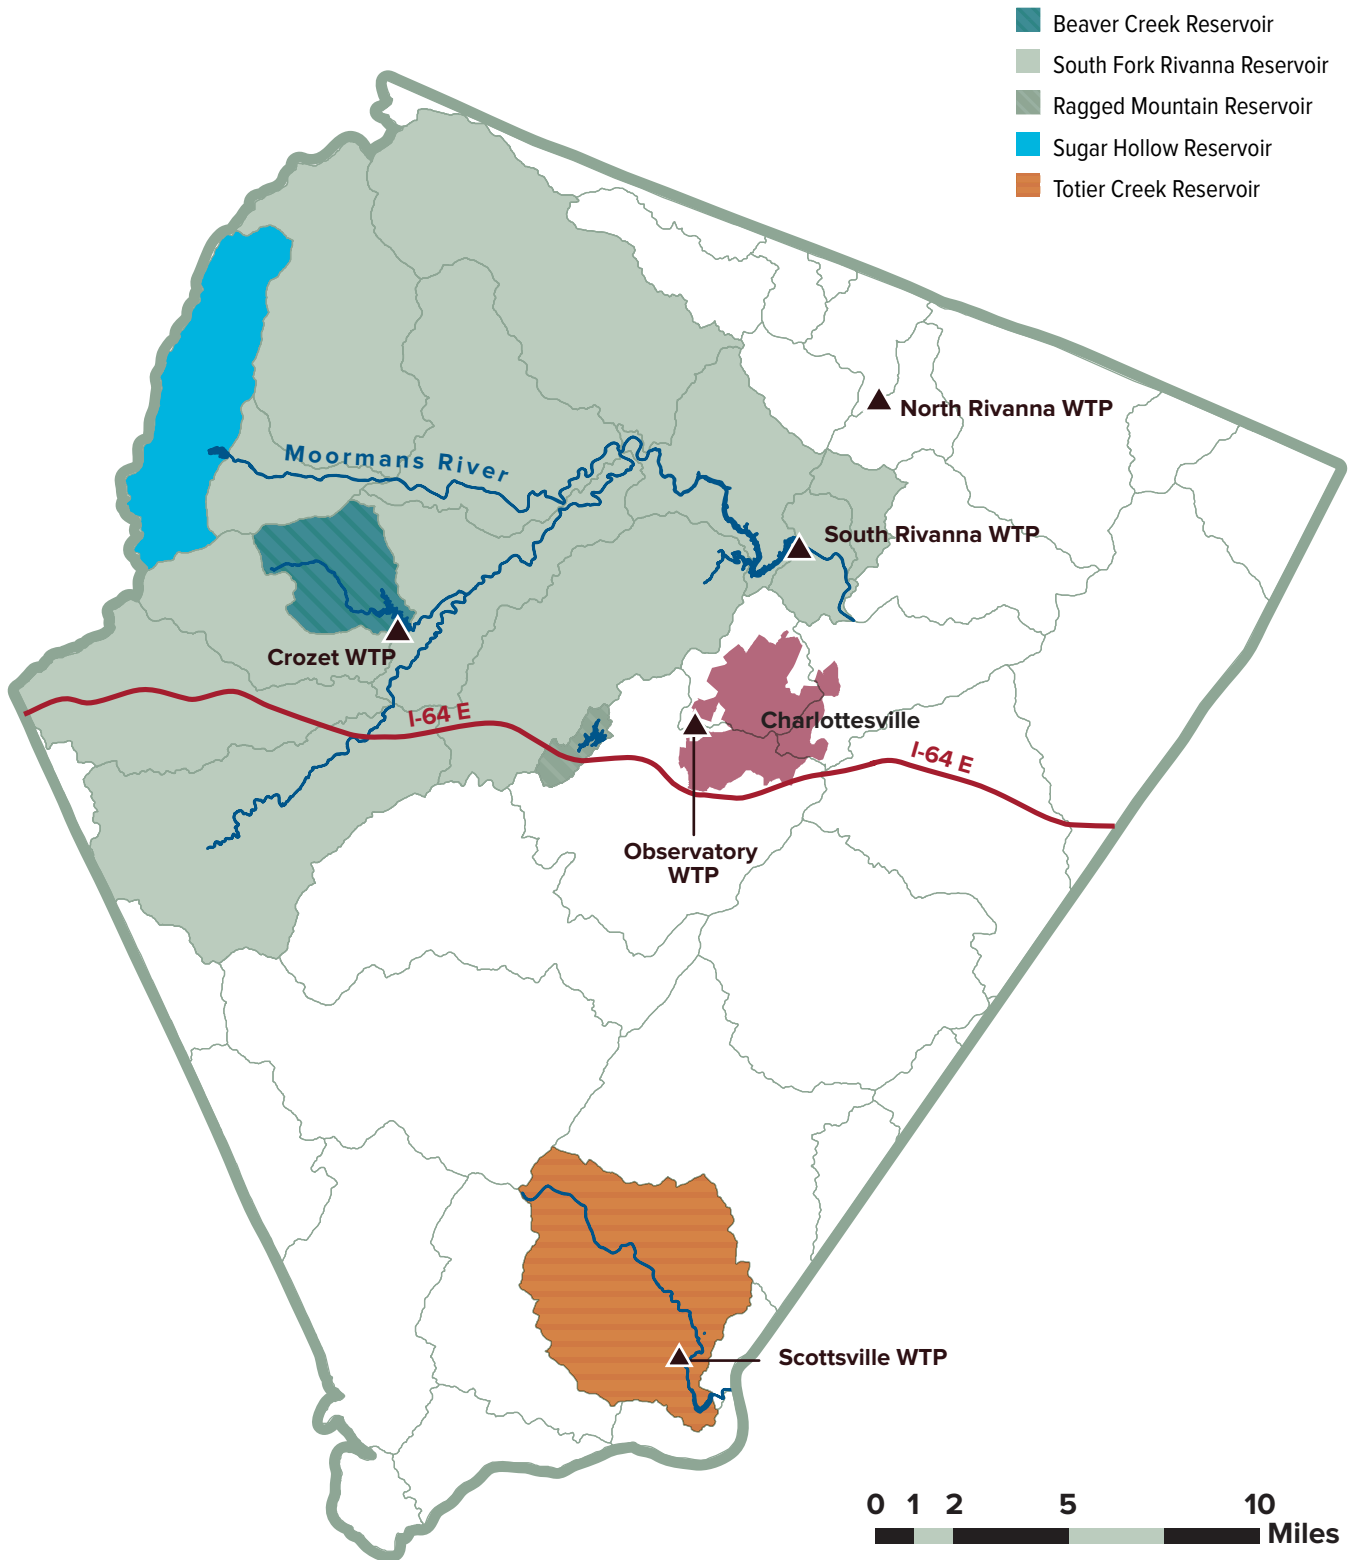 Beaver Creek Reservoir
South Fork Rivanna Reservoir
Ragged Mountain Reservoir
Sugar Hollow Reservoir
Totier Creek Reservoir
North Rivanna WTP
Moormans River
South Rivanna WTP
Crozet WTP
I-64 E
Charlottesville
I-64 E
Observatory
WTP
Scottsville WTP
0 1 2 5 10
Miles